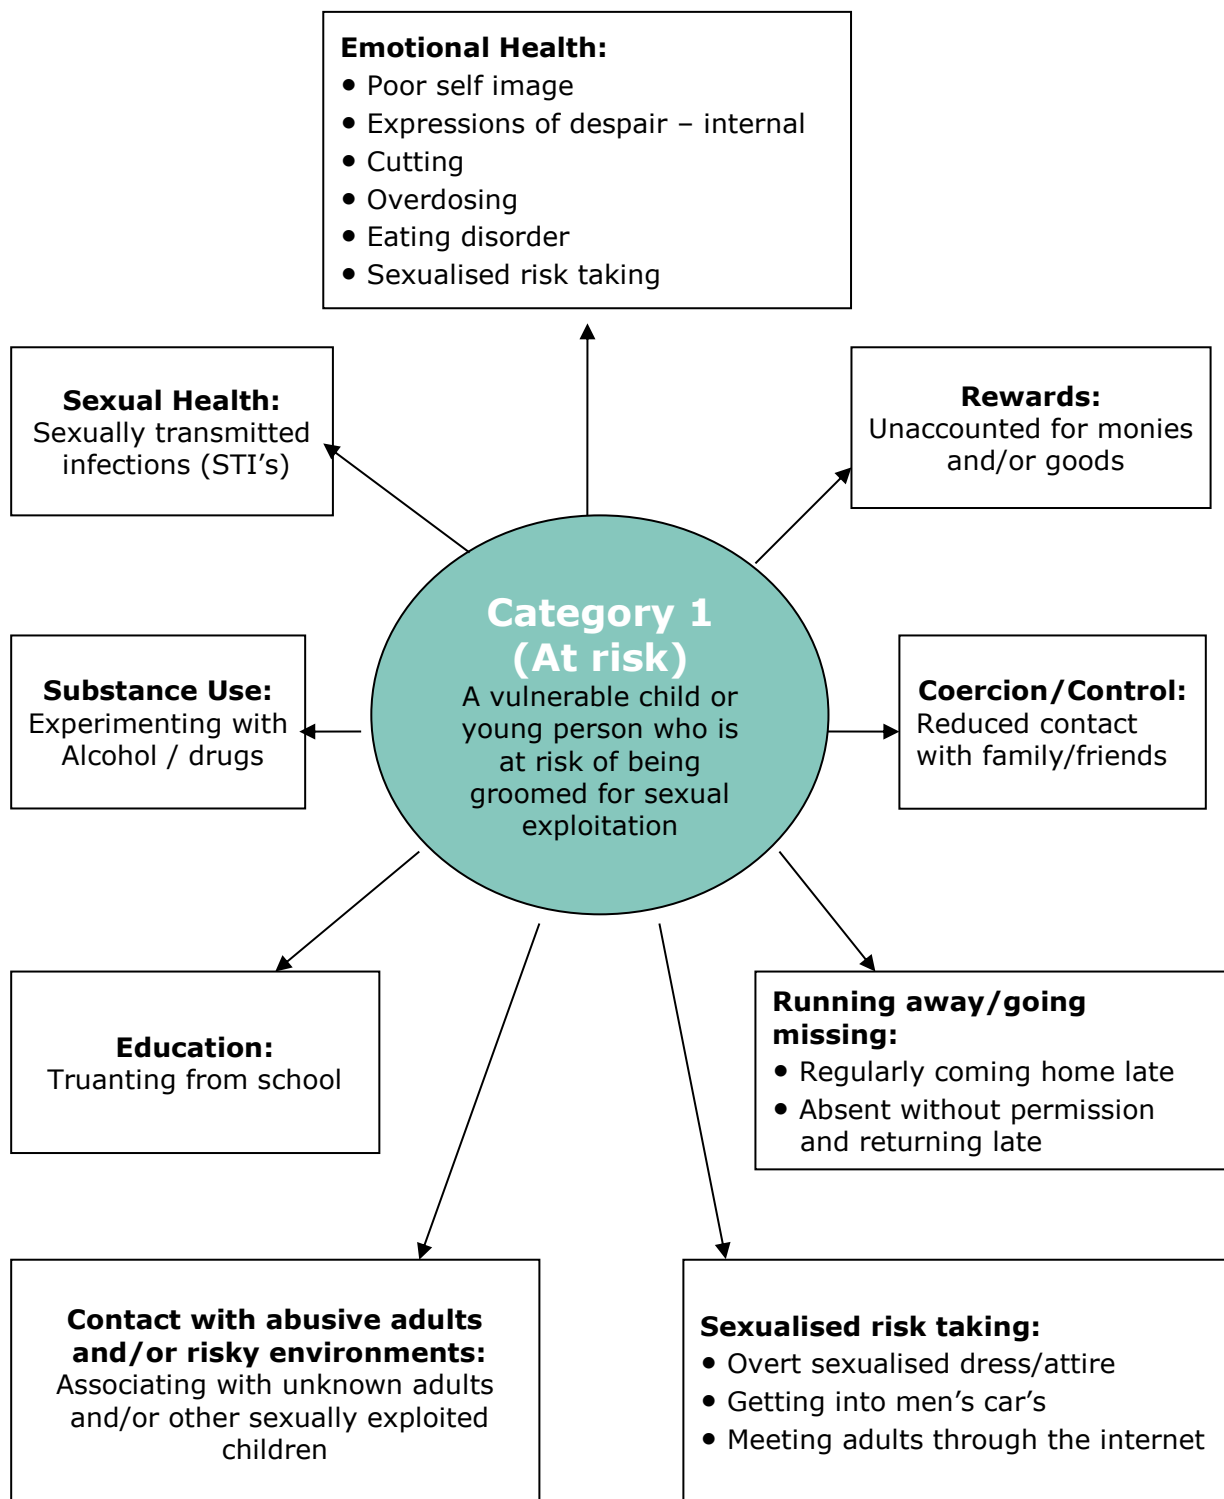 Emotional Health:
• Poor self image
• Expressions of despair – internal
• Cutting
• Overdosing
• Eating disorder
• Sexualised risk taking
Sexual Health:
Sexually transmitted
infections (STI's)
Rewards:
Unaccounted for monies
and/or goods
Category 1
(At risk)
A vulnerable child or
young person who is
at risk of being
groomed for sexual
exploitation
Substance Use:
Experimenting with
Alcohol / drugs
Coercion/Control:
Reduced contact
with family/friends
Education:
Truanting from school
Running away/going
missing:
• Regularly coming home late
• Absent without permission
and returning late
Contact with abusive adults
and/or risky environments:
Associating with unknown adults
and/or other sexually exploited
children
Sexualised risk taking:
• Overt sexualised dress/attire
• Getting into men's car's
• Meeting adults through the internet